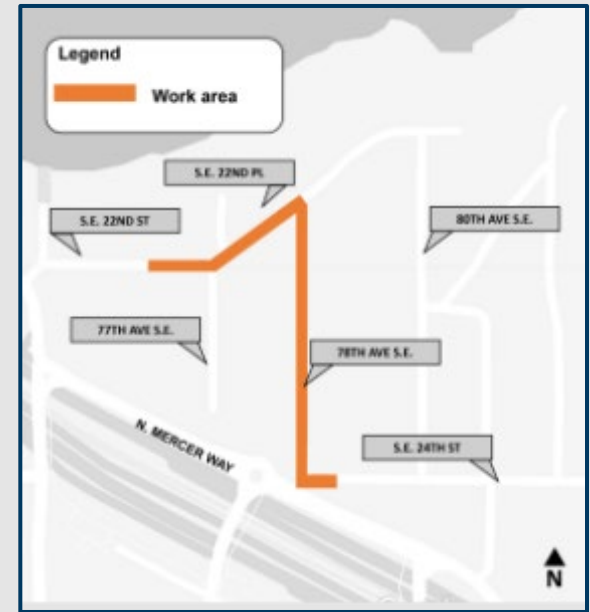 Legend
Work area
S.E. 22ND PL
S.E. 22ND ST
80TH AVE S.E.
77TH AVE S.E.
78TH AVE S.E.
N. MERCER WAY
S.E. 24TH ST
N